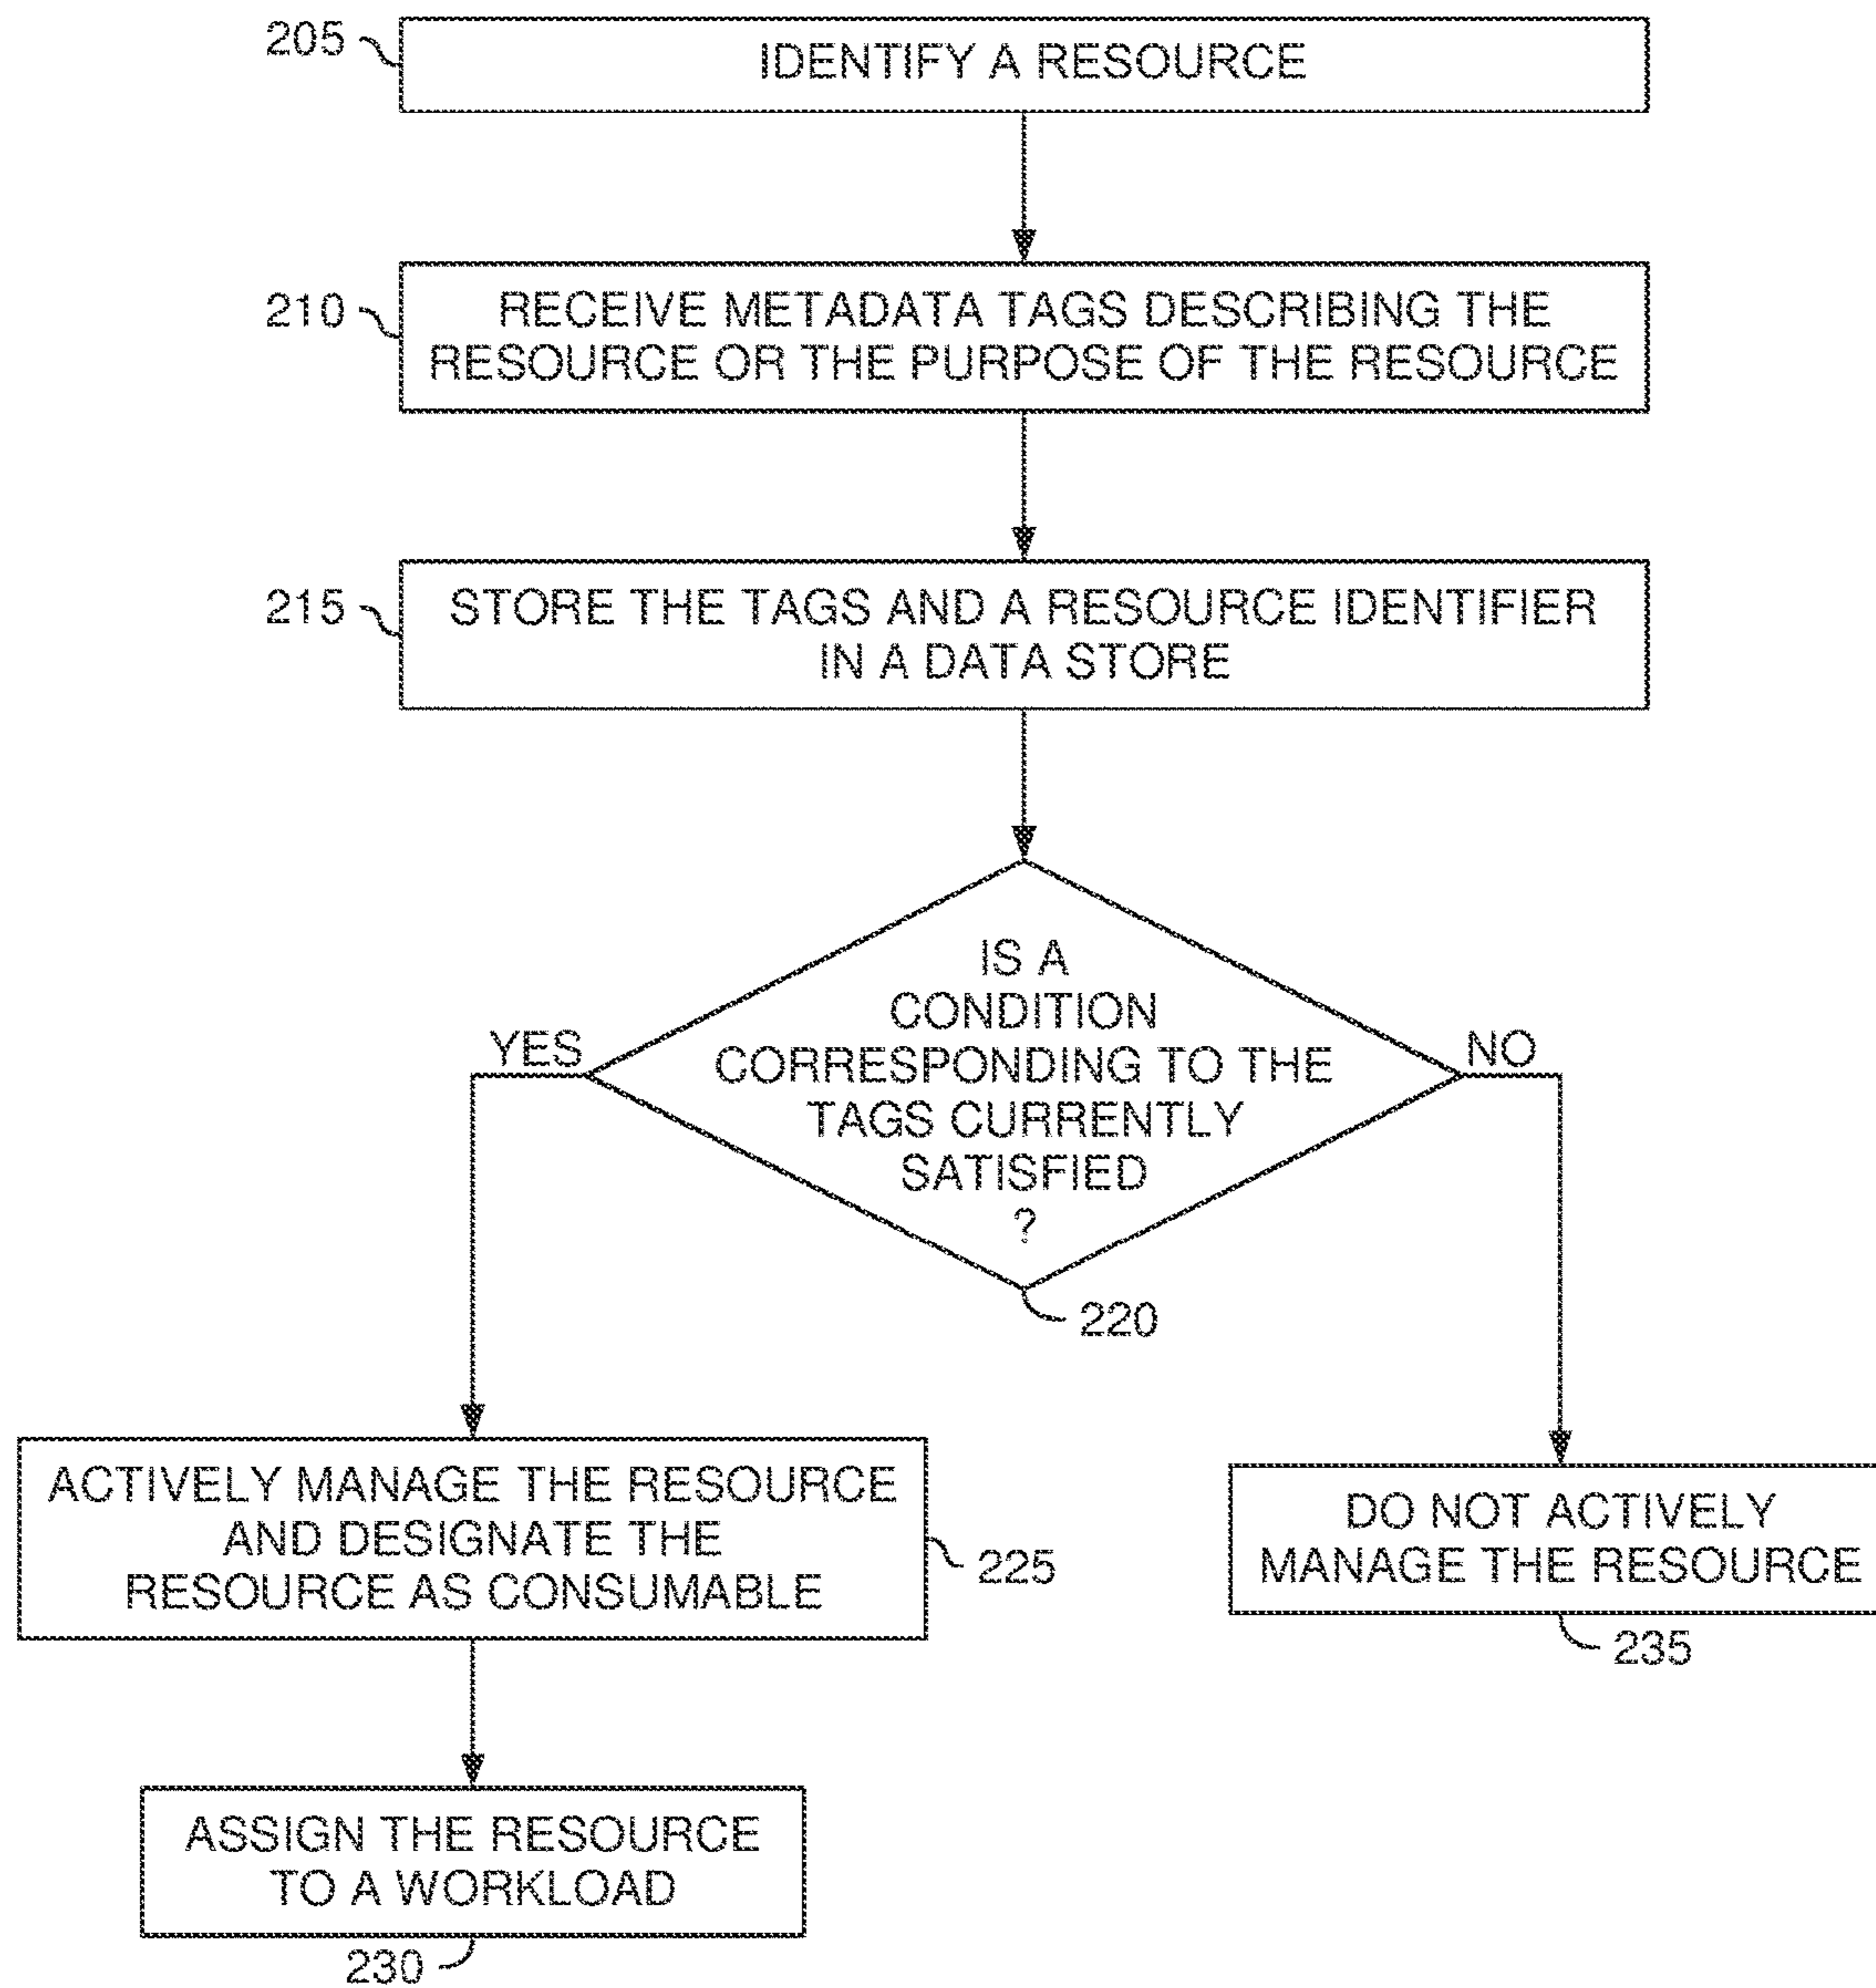 205
IDENTIFY A RESOURCE
210
RECEIVE METADATA TAGS DESCRIBING THE
RESOURCE OR THE PURPOSE OF THE RESOURCE
215
STORE THE TAGS AND A RESOURCE IDENTIFIER
IN A DATA STORE
IS A
CONDITION
CORRESPONDING TO THE
TAGS CURRENTLY
SATISFIED
?
YES
NO
220
ACTIVELY MANAGE THE RESOURCE
AND DESIGNATE THE
RESOURCE AS CONSUMABLE
225
DO NOT ACTIVELY
MANAGE THE RESOURCE
235
ASSIGN THE RESOURCE
TO A WORKLOAD
230